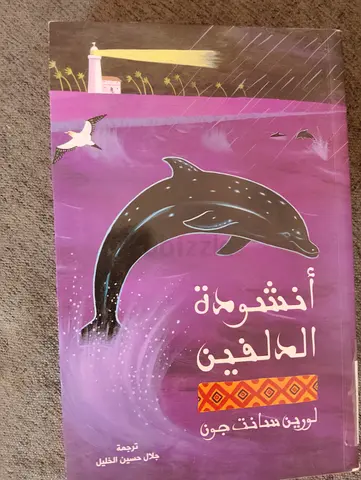 أنشودة
الدلفين
لورين سانت جون
ترجمة
جلال حسين الخليل